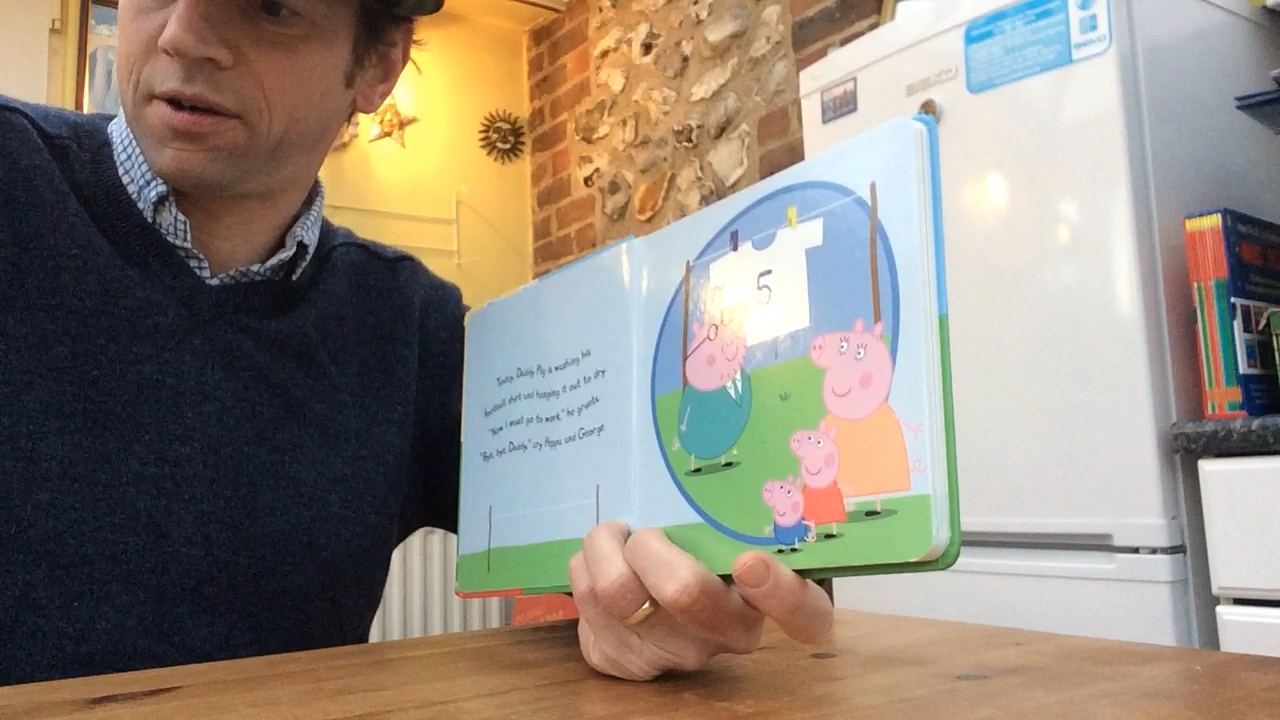 Today Daddy Pig is washing his
football shirt and hanging it out to dry.
"Now I must go to work," he grunts.
"Bye, bye, Daddy," cry Peppa and George.
5
beko